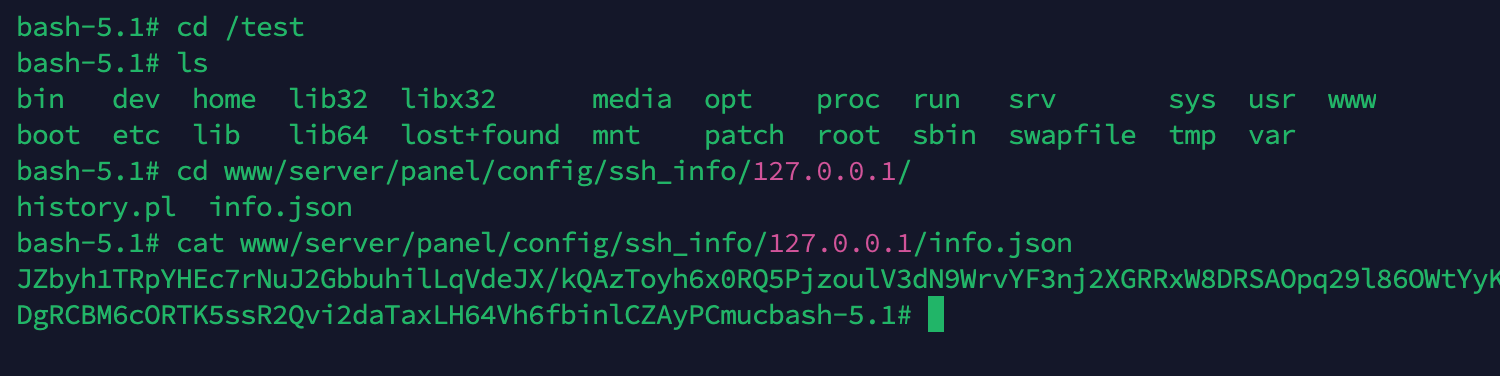 bash-5.1# cd /test
bash-5.1# ls
bin dev home lib32 libx32 media opt proc run srv sys usr www
boot etc lib lib64 lost+found mnt patch root sbin swapfile tmp var
bash-5.1# cd www/server/panel/config/ssh_info/127.0.0.1/
history.pl info.json
bash-5.1# cat www/server/panel/config/ssh_info/127.0.0.1/info.json
JZbyh1TRpYHEc7rNuJ2GbbuhilLqVdeJX/kQAzToyh6x0RQ5PjzoulV3dN9WrvYF3nj2XGRRxW8DRSAOpq29l86OWtYyK
DgRCBM6cORTK5ssR2Qvi2daTaxLH64Vh6fbinlCZAyPCmucbash-5.1#